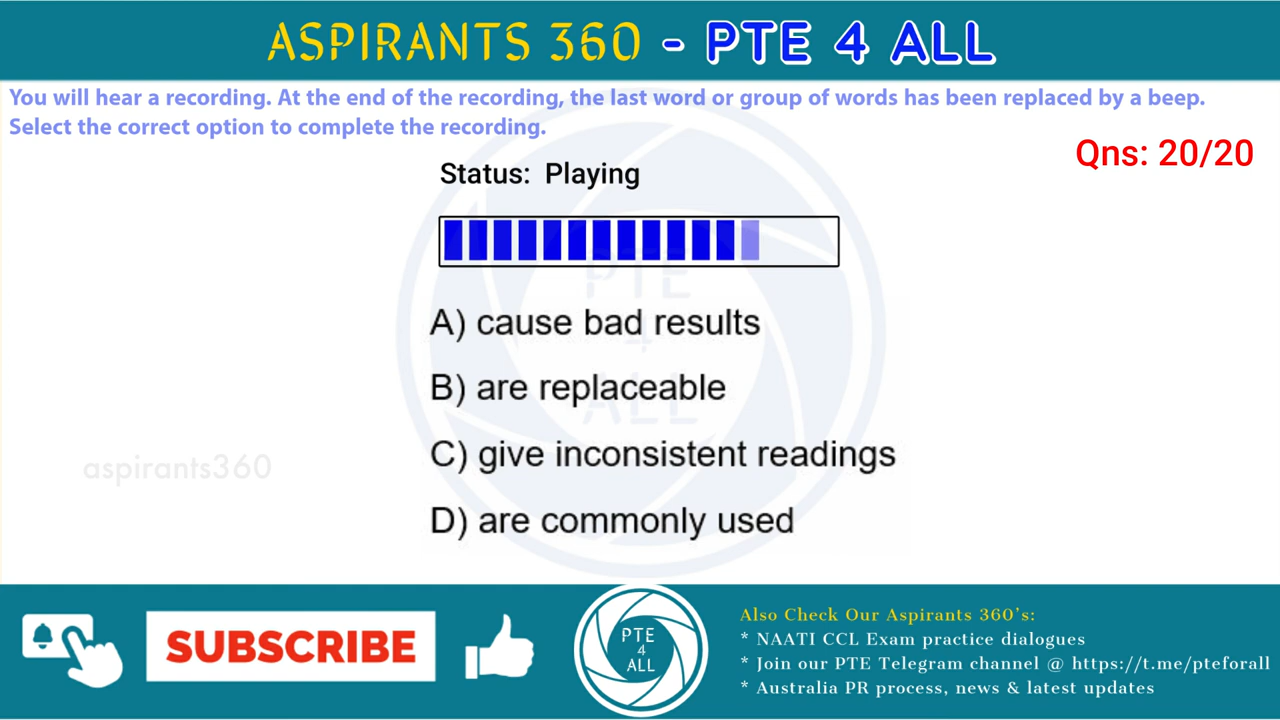 ASPIRANTS 360 - PTE 4 ALL
You will hear a recording. At the end of the recording, the last word or group of words has been replaced by a beep.
Select the correct option to complete the recording.
Qns: 20/20
Status: Playing
PTE
4
ALL
A) cause bad results
B) are replaceable
C) give inconsistent readings
D) are commonly used
aspirants360
SUBSCRIBE
PTE
4
ALL
Also Check Our Aspirants 360's:
* NAATI CCL Exam practice dialogues
* Join our PTE Telegram channel @ https://t.me/pteforall
* Australia PR process, news & latest updates